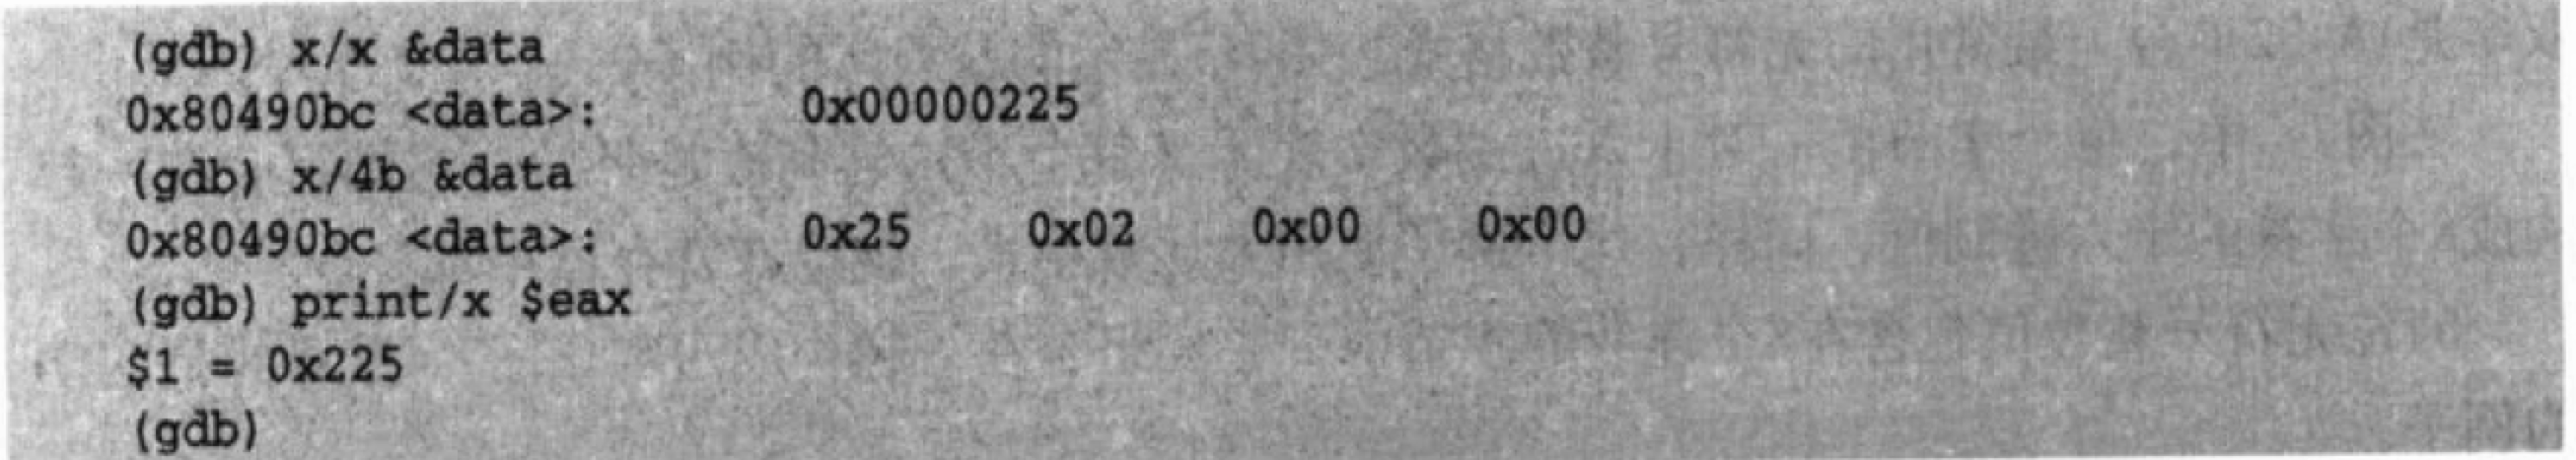 (gdb) x/x &data
0x80490bc <data>: 0x00000225
(gdb) x/4b &data
0x80490bc <data>: 0x25 0x02 0x00 0x00
(gdb) print/x $eax
$1 = 0x225
(gdb)